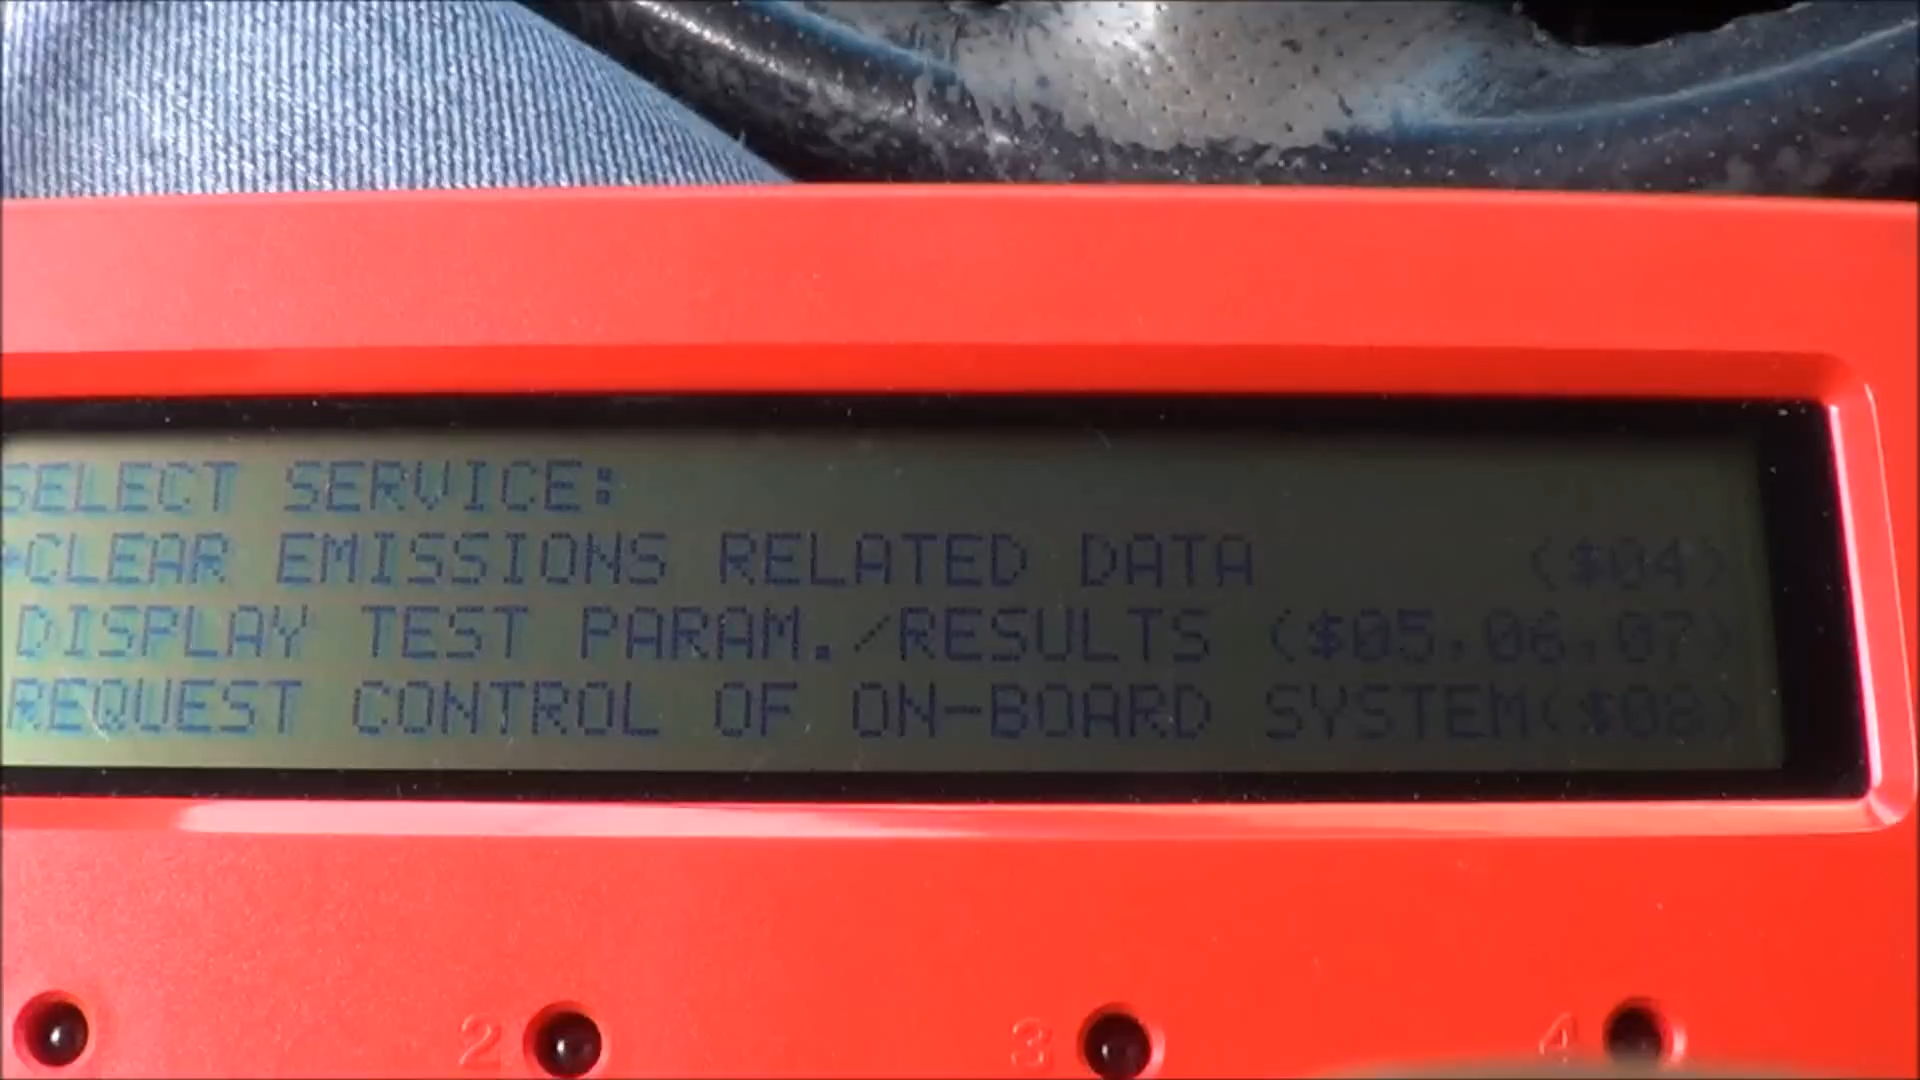 SELECT SERVICE:
CLEAR EMISSIONS RELATED DATA ($04)
DISPLAY TEST PARAM./RESULTS ($05,06,07)
REQUEST CONTROL OF ON-BOARD SYSTEM($08)
2 3 4